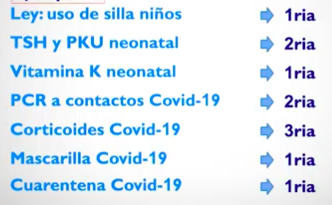 Ley: uso de silla niños 1ria
TSH y PKU neonatal 2ria
Vitamina K neonatal 1ria
PCR a contactos Covid-19 2ria
Corticoides Covid-19 3ria
Mascarilla Covid-19 1ria
Cuarentena Covid-19 1ria